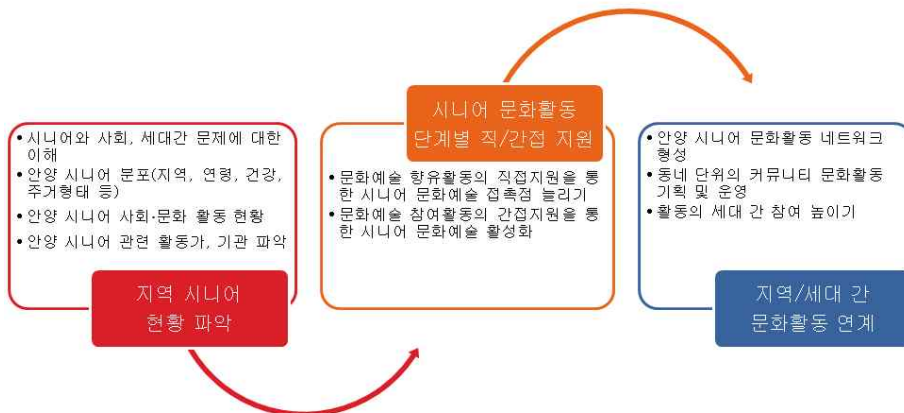 • 시니어와 사회, 세대간 문제에 대한
이해
• 안양 시니어 분포(지역, 연령, 건강,
주거형태 등)
• 안양 시니어 사회·문화 활동 현황
• 안양 시니어 관련 활동가, 기관 파악
지역 시니어
현황 파악
시니어 문화활동
단계별 직/간접 지원
• 문화예술 향유활동의 직접지원을 통
한 시니어 문화예술 접촉점 늘리기
• 문화예술 참여활동의 간접지원을 통
한 시니어 문화예술 활성화
• 안양 시니어 문화활동 네트워크
형성
• 동네 단위의 커뮤니티 문화활동
기획 및 운영
• 활동의 세대 간 참여 높이기
지역/세대 간
문화활동 연계